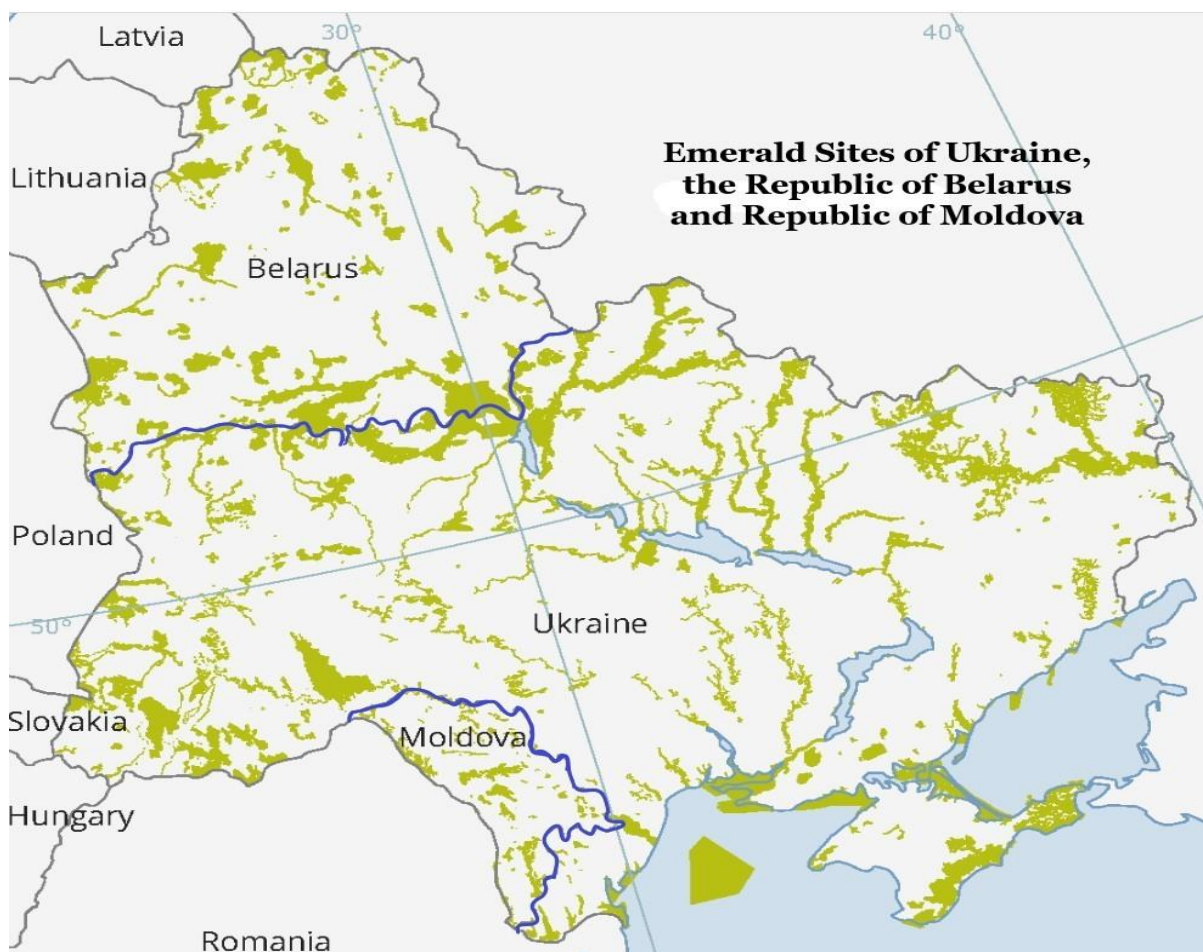 Latvia
30°
40°
Emerald Sites of Ukraine,
the Republic of Belarus
and Republic of Moldova
Lithuania
Belarus
Poland
50°
Ukraine
Slovakia
Moldova
Hungary
Romania